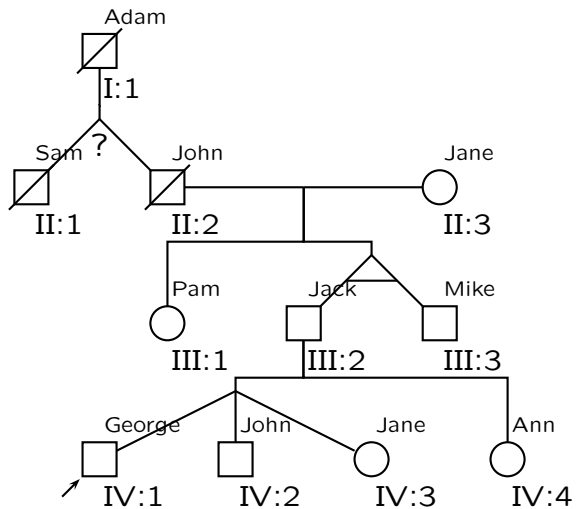 Adam
I:1
?
Sam
John
Jane
II:1
II:2
II:3
Pam
Jack
Mike
III:1
III:2
III:3
George
John
Jane
Ann
IV:1
IV:2
IV:3
IV:4